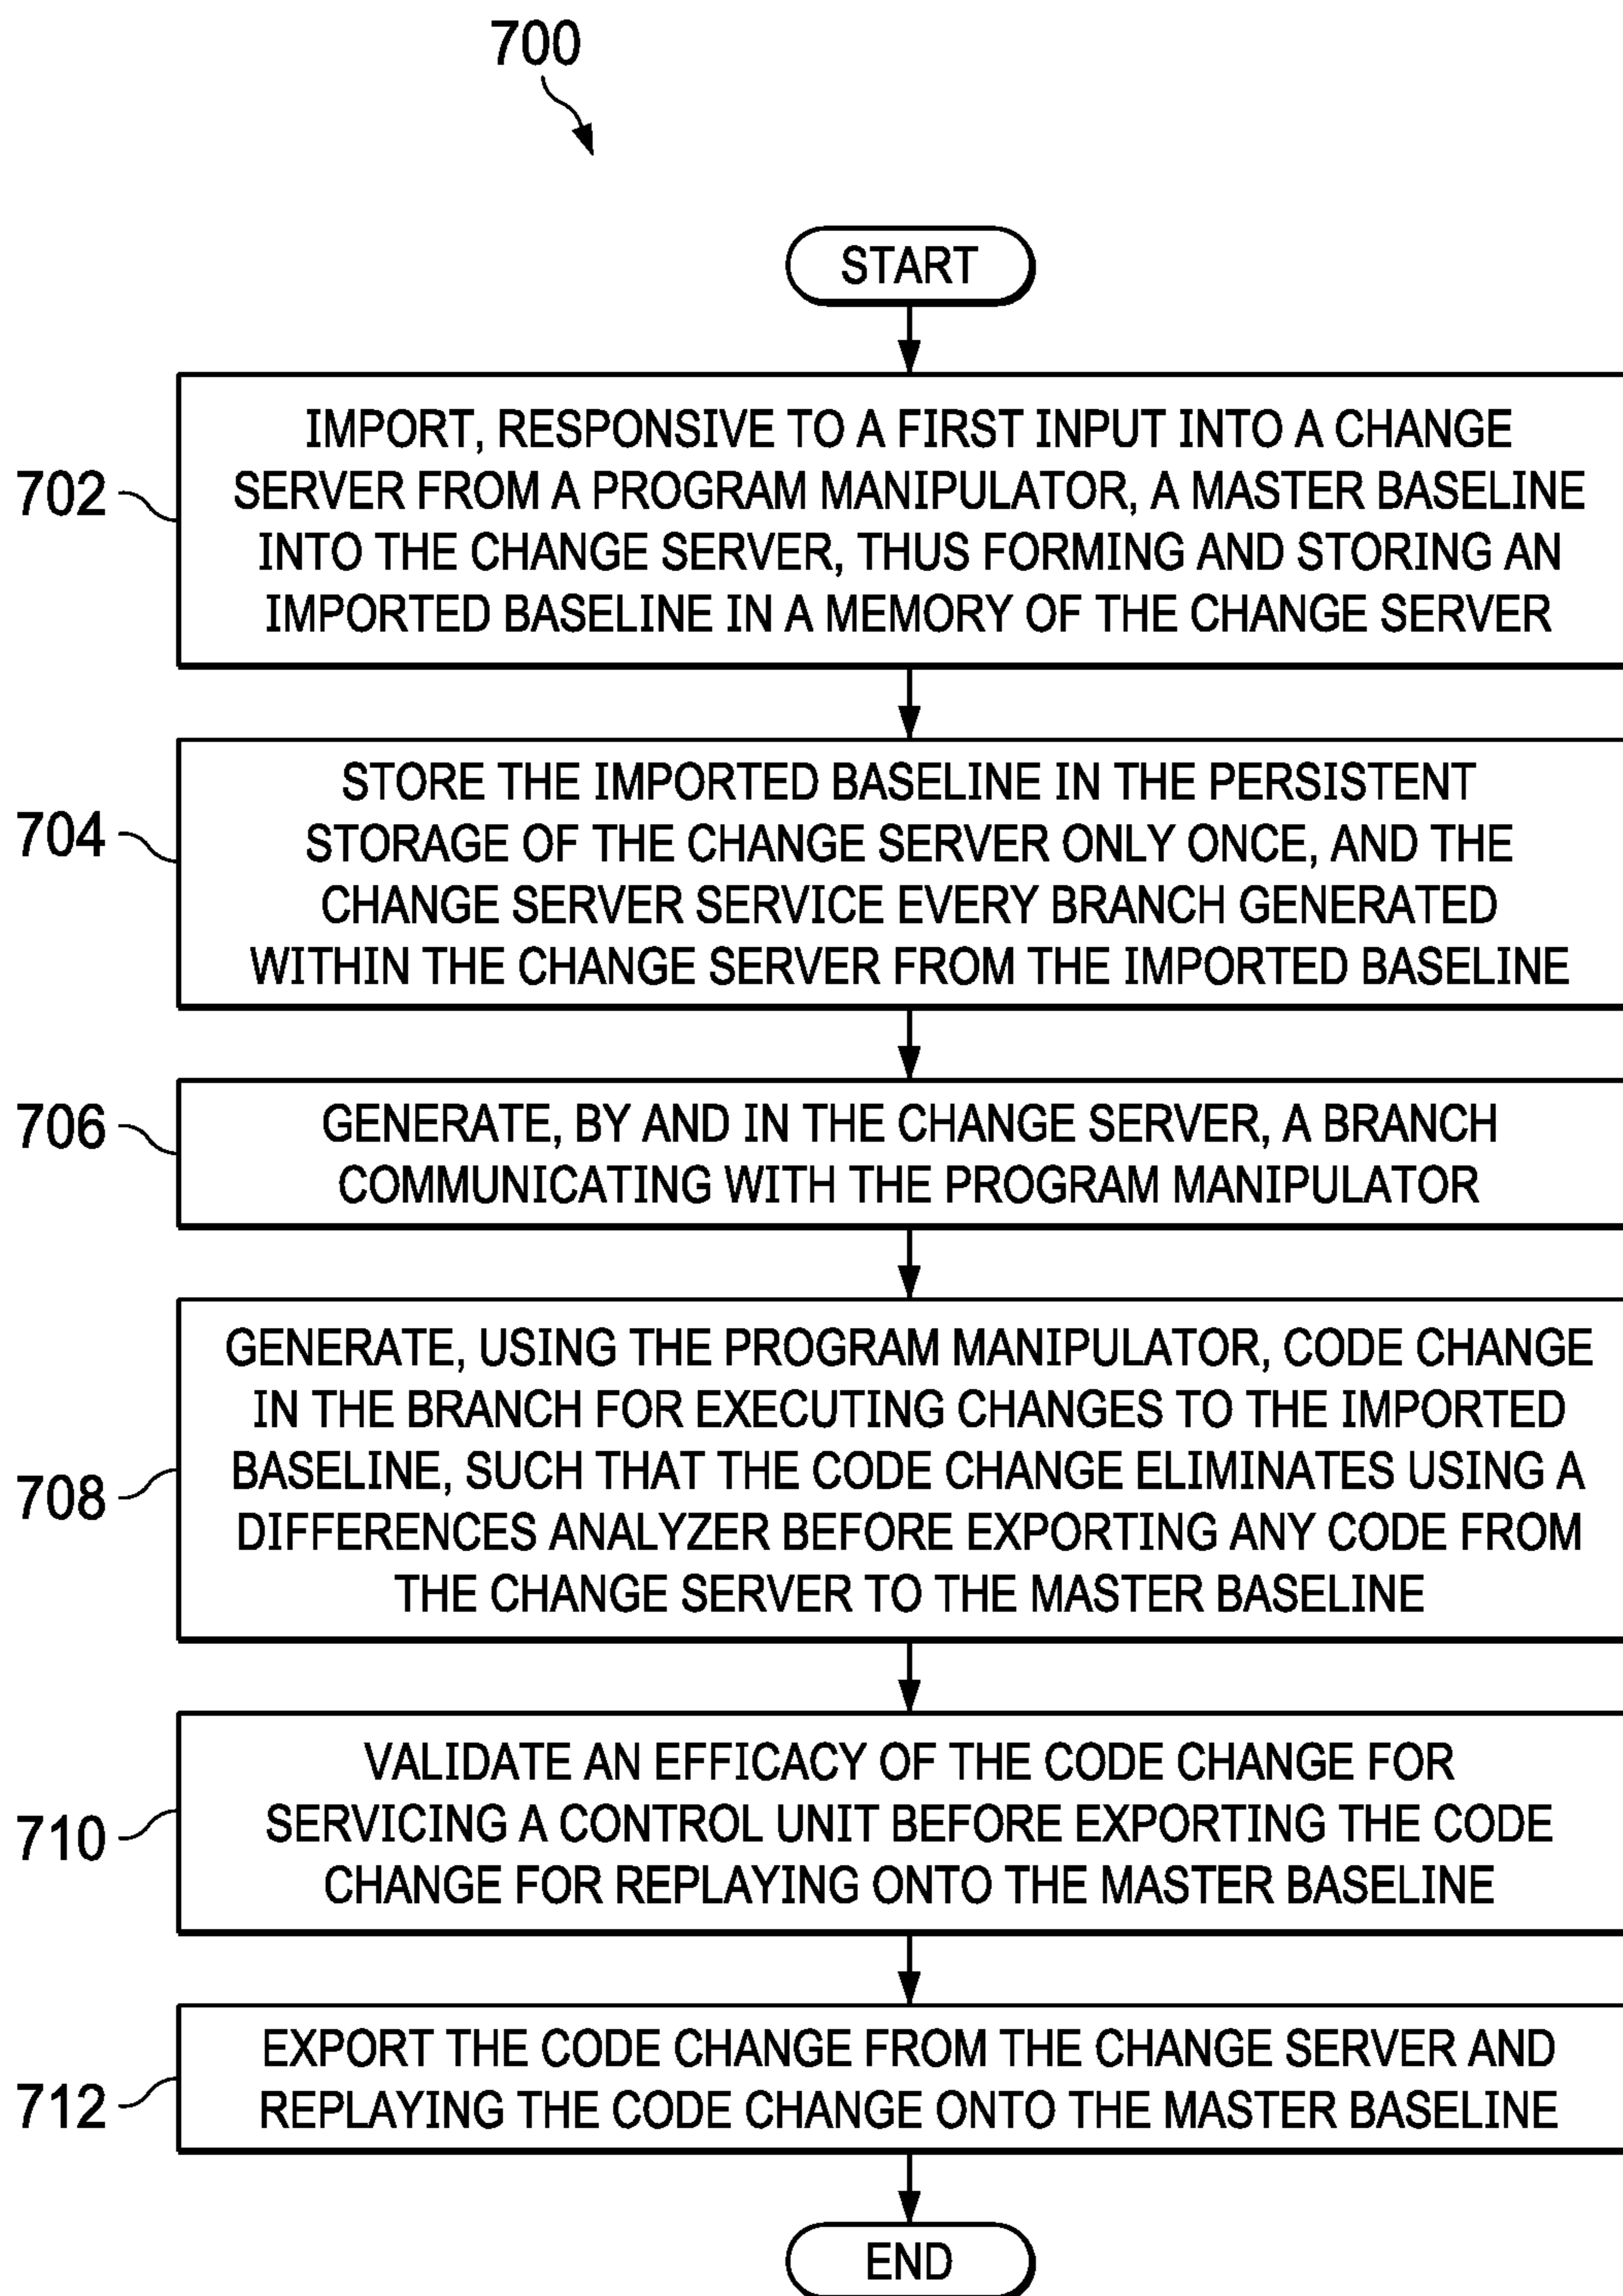 700
START
702
IMPORT, RESPONSIVE TO A FIRST INPUT INTO A CHANGE
SERVER FROM A PROGRAM MANIPULATOR, A MASTER BASELINE
INTO THE CHANGE SERVER, THUS FORMING AND STORING AN
IMPORTED BASELINE IN A MEMORY OF THE CHANGE SERVER
704
STORE THE IMPORTED BASELINE IN THE PERSISTENT
STORAGE OF THE CHANGE SERVER ONLY ONCE, AND THE
CHANGE SERVER SERVICE EVERY BRANCH GENERATED
WITHIN THE CHANGE SERVER FROM THE IMPORTED BASELINE
706
GENERATE, BY AND IN THE CHANGE SERVER, A BRANCH
COMMUNICATING WITH THE PROGRAM MANIPULATOR
708
GENERATE, USING THE PROGRAM MANIPULATOR, CODE CHANGE
IN THE BRANCH FOR EXECUTING CHANGES TO THE IMPORTED
BASELINE, SUCH THAT THE CODE CHANGE ELIMINATES USING A
DIFFERENCES ANALYZER BEFORE EXPORTING ANY CODE FROM
THE CHANGE SERVER TO THE MASTER BASELINE
710
VALIDATE AN EFFICACY OF THE CODE CHANGE FOR
SERVICING A CONTROL UNIT BEFORE EXPORTING THE CODE
CHANGE FOR REPLAYING ONTO THE MASTER BASELINE
712
EXPORT THE CODE CHANGE FROM THE CHANGE SERVER AND
REPLAYING THE CODE CHANGE ONTO THE MASTER BASELINE
END